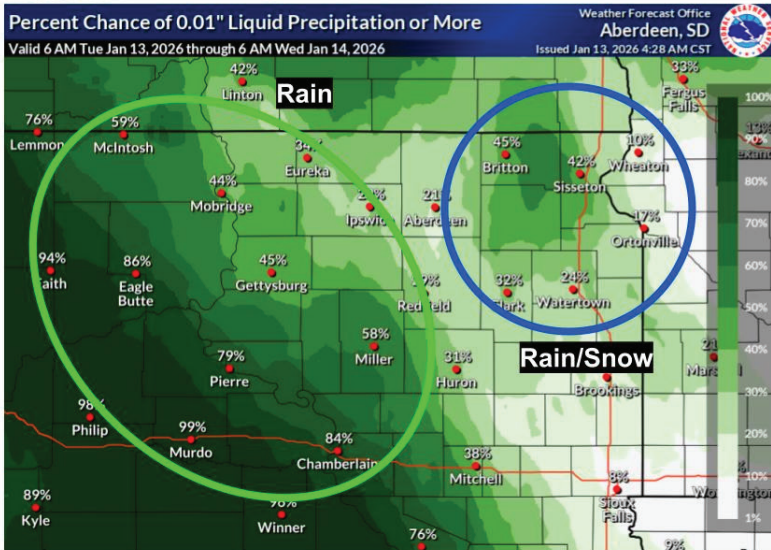 Percent Chance of 0.01" Liquid Precipitation or More
Valid 6 AM Tue Jan 13, 2026 through 6 AM Wed Jan 14, 2026
Weather Forecast Office
Aberdeen, SD
Issued Jan 13, 2026 4:28 AM CST
42%
Linton
Rain
33%
Fergus
Falls
100%
76%
Lemmon
59%
McIntosh
Eureka
45%
Britton
42%
Sisseton
10%
Wheaton
13%
90%
80%
44%
Mobridge
Ipswich
21%
Aberdeen
17%
Ortonville
70%
60%
94%
Faith
86%
Eagle
Butte
45%
Gettysburg
32%
Clark
24%
Watertown
50%
40%
79%
Pierre
58%
Miller
31%
Huron
Rain/Snow
Brookings
30%
20%
98%
Philip
99%
Murdo
84%
Chamberlain
38%
Mitchell
8%
Sioux
Falls
10%
1%
89%
Kyle
96%
Winner
76%
9%